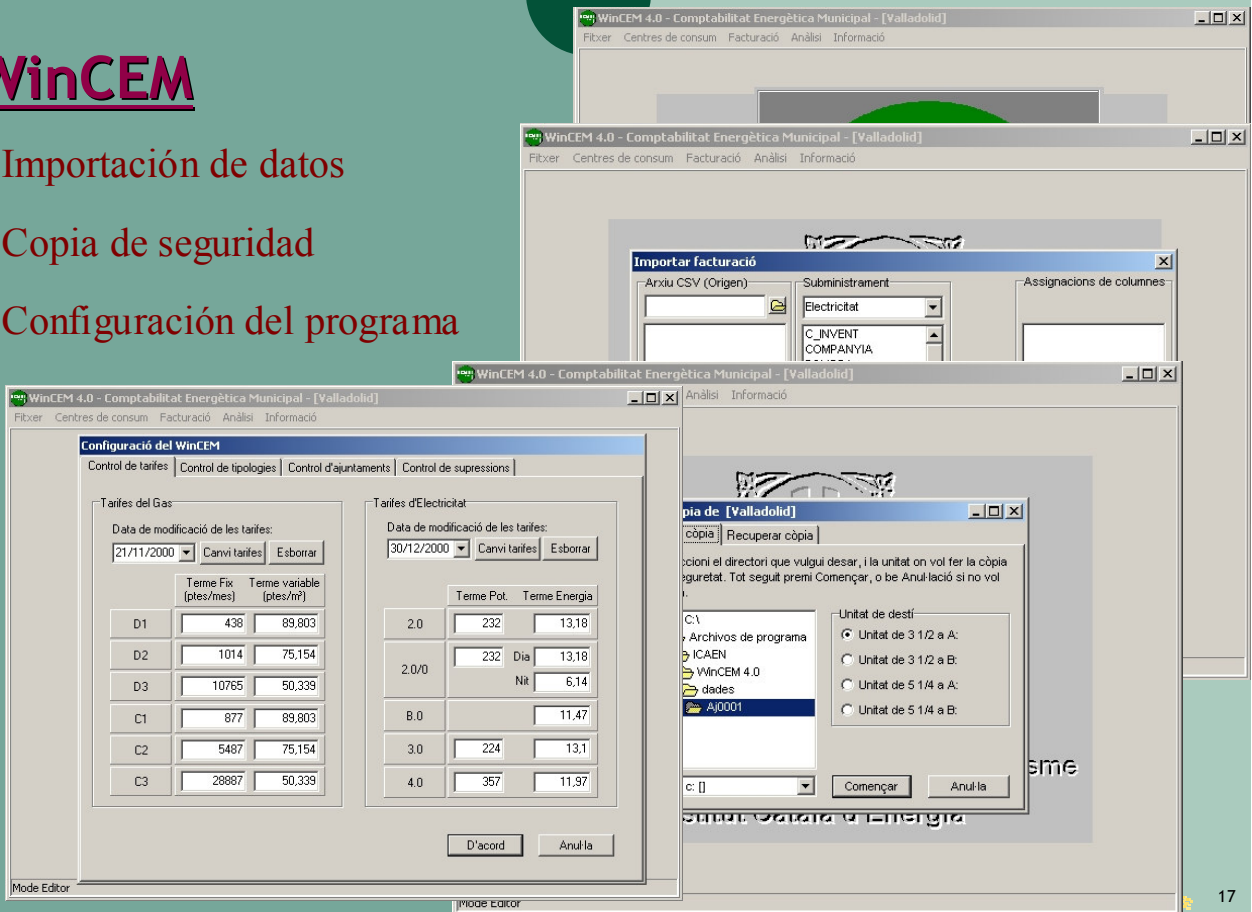 WinCEM
Importación de datos
Copia de seguridad
Configuración del programa
WinCEM 4.0 - Comptabilitat Energètica Municipal - [Valladolid]
Fitxer Centres de consum Facturació Anàlisi Informació
WinCEM 4.0 - Comptabilitat Energètica Municipal - [Valladolid]
Fitxer Centres de consum Facturació Anàlisi Informació
Importar facturació
Arxiu CSV (Origen) Subministrament Assignacions de columnes
Electricitat
C_INVENT
COMPANYIA
WinCEM 4.0 - Comptabilitat Energètica Municipal - [Valladolid]
Anàlisi Informació
pia de [Valladolid]
còpia Recuperar còpia
ccioni el directori que vulgui desar, i la unitat on vol fer la còpia
eguretat. Tot seguit premi Començar, o be Anul·lació si no vol
C:\
Archivos de programa
ICAEN
WinCEM 4.0
dades
Aj0001
c: []
Unitat de destí
Unitat de 3 1/2 a A:
Unitat de 3 1/2 a B:
Unitat de 5 1/4 a A:
Unitat de 5 1/4 a B:
Començar Anul·la
sme
stitut Català d'Energia
Mode Editor
WinCEM 4.0 - Comptabilitat Energètica Municipal - [Valladolid]
Fitxer Centres de consum Facturació Anàlisi Informació
Configuració del WinCEM
Control de tarifes Control de tipologies Control d'ajuntaments Control de supressions
Tarifes del Gas
Data de modificació de les tarifes:
21/11/2000 Canvi tarifes Esborrar
Terme Fix (ptes/mes) Terme variable (ptes/m³)
D1 438 89,803
D2 1014 75,154
D3 10765 50,339
C1 877 89,803
C2 5487 75,154
C3 28887 50,339
Tarifes d'Electricitat
Data de modificació de les tarifes:
30/12/2000 Canvi tarifes Esborrar
Terme Pot. Terme Energia
2.0 232 13,18
2.0/0 232 Dia 13,18
Nit 6,14
B.0 11,47
3.0 224 13,1
4.0 357 11,97
D'acord Anul·la
Mode Editor
17